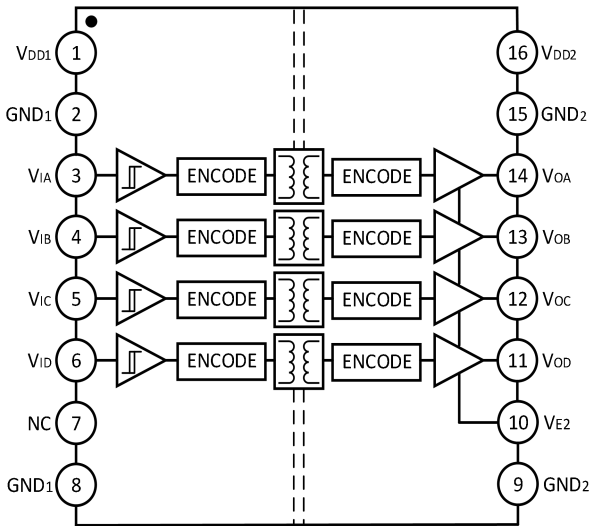 VDD1 1 16 VDD2
GND1 2 15 GND2
VIA 3 ENCODE ENCODE 14 VOA
VIB 4 ENCODE ENCODE 13 VOB
VIC 5 ENCODE ENCODE 12 VOC
VID 6 ENCODE ENCODE 11 VOD
NC 7 10 VE2
GND1 8 9 GND2